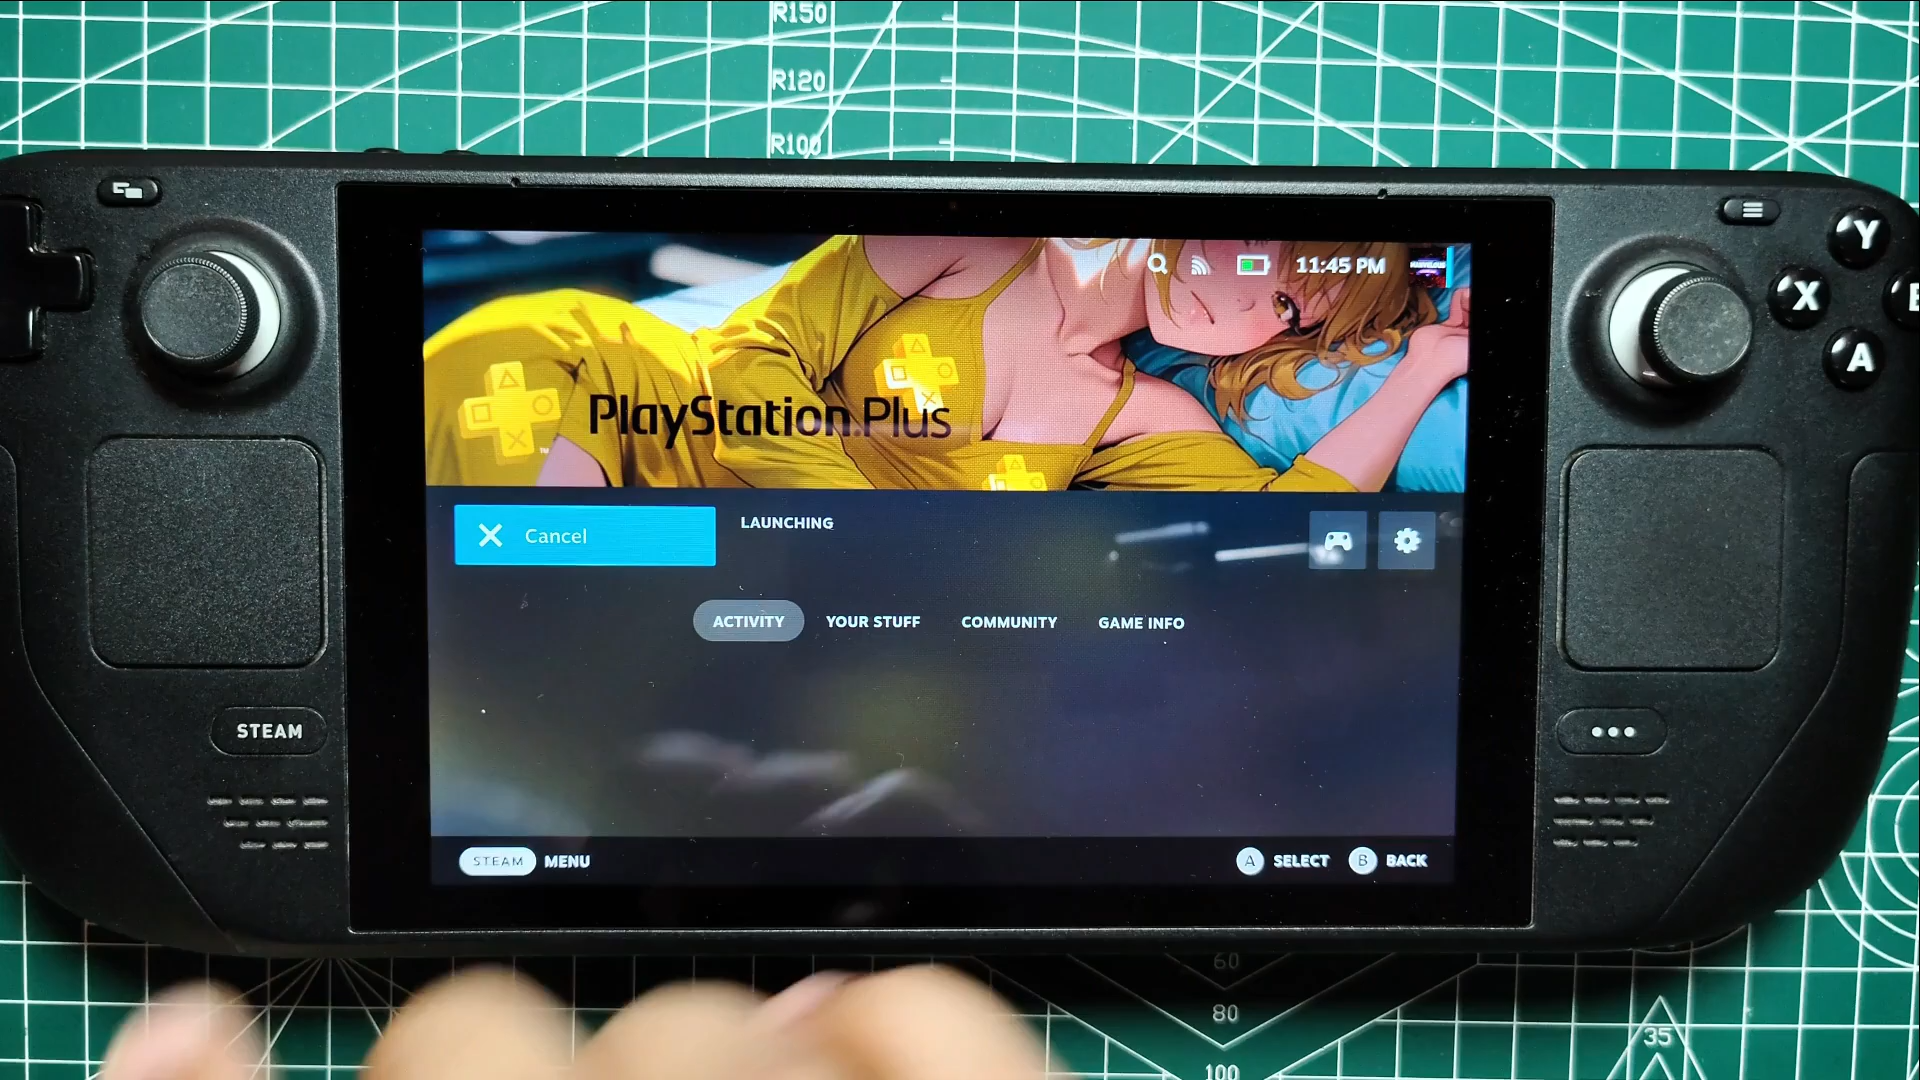 R150
R120
R100
11:45 PM
Y
X
B
A
PlayStation.Plus
TM
Cancel
LAUNCHING
ACTIVITY
YOUR STUFF
COMMUNITY
GAME INFO
STEAM
STEAM MENU
A SELECT
B BACK
60
80
100
35